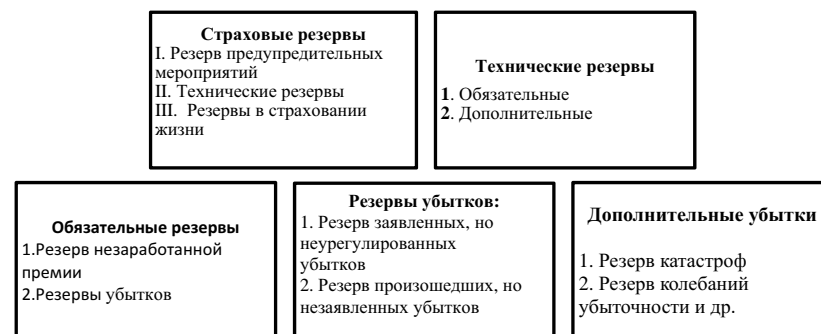 Страховые резервы
I. Резерв предупредительных
мероприятий
II. Технические резервы
III. Резервы в страховании
жизни
Технические резервы
1. Обязательные
2. Дополнительные
Обязательные резервы
1.Резерв незаработанной
премии
2.Резервы убытков
Резервы убытков:
1. Резерв заявленных, но
неурегулированных
убытков
2. Резерв произошедших, но
незаявленных убытков
Дополнительные убытки
1. Резерв катастроф
2. Резерв колебаний
убыточности и др.